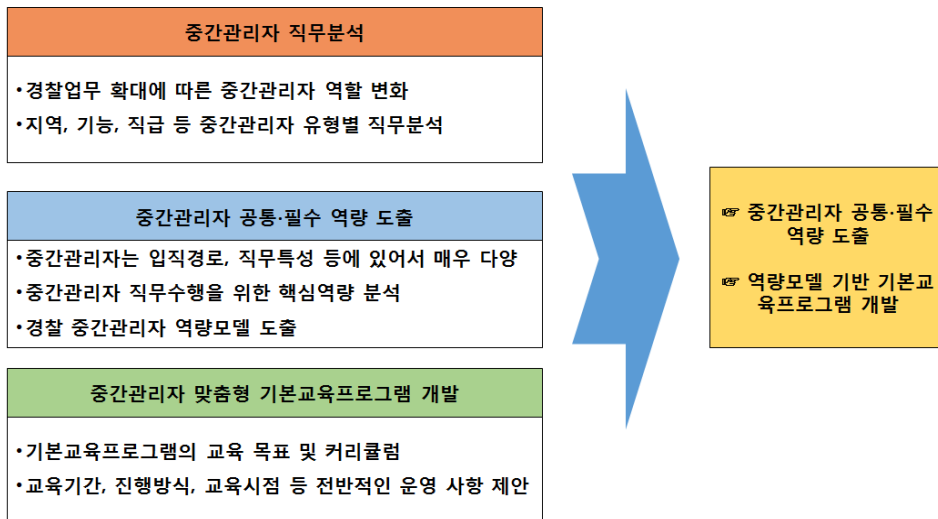 중간관리자 직무분석
•경찰업무 확대에 따른 중간관리자 역할 변화
•지역, 기능, 직급 등 중간관리자 유형별 직무분석
중간관리자 공통·필수 역량 도출
•중간관리자는 입직경로, 직무특성 등에 있어서 매우 다양
•중간관리자 직무수행을 위한 핵심역량 분석
•경찰 중간관리자 역량모델 도출
중간관리자 맞춤형 기본교육프로그램 개발
•기본교육프로그램의 교육 목표 및 커리큘럼
•교육기간, 진행방식, 교육시점 등 전반적인 운영 사항 제안
☞ 중간관리자 공통·필수
역량 도출
☞ 역량모델 기반 기본교
육프로그램 개발